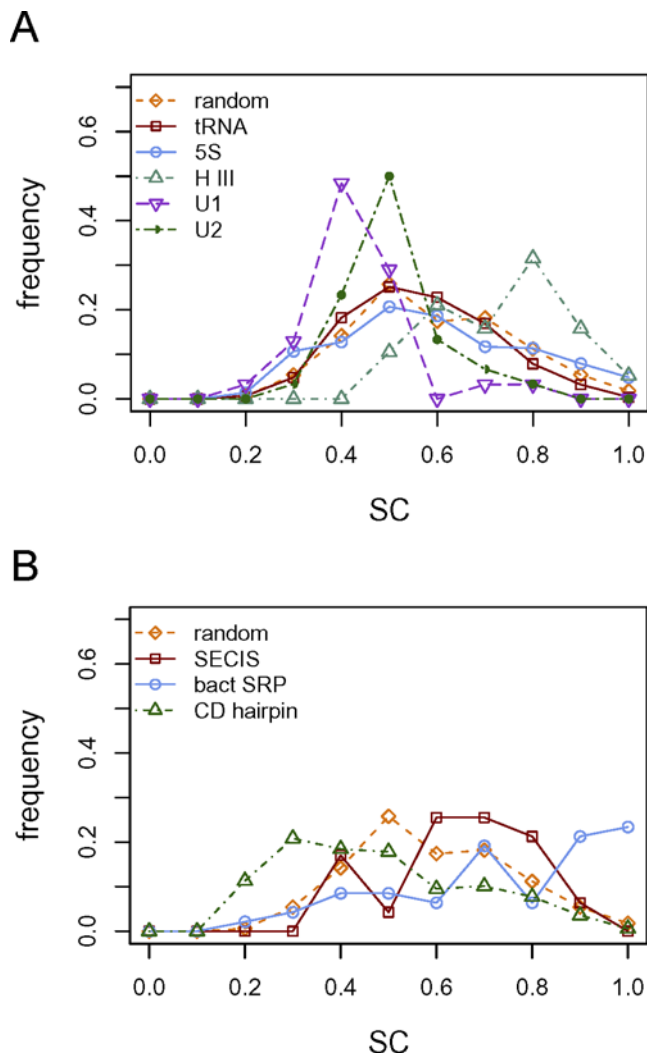 A
random
tRNA
5S
H III
U1
U2
frequency
0.0 0.2 0.4 0.6
0.0 0.2 0.4 0.6 0.8 1.0
SC
B
random
SECIS
bact SRP
CD hairpin
frequency
0.0 0.2 0.4 0.6
0.0 0.2 0.4 0.6 0.8 1.0
SC